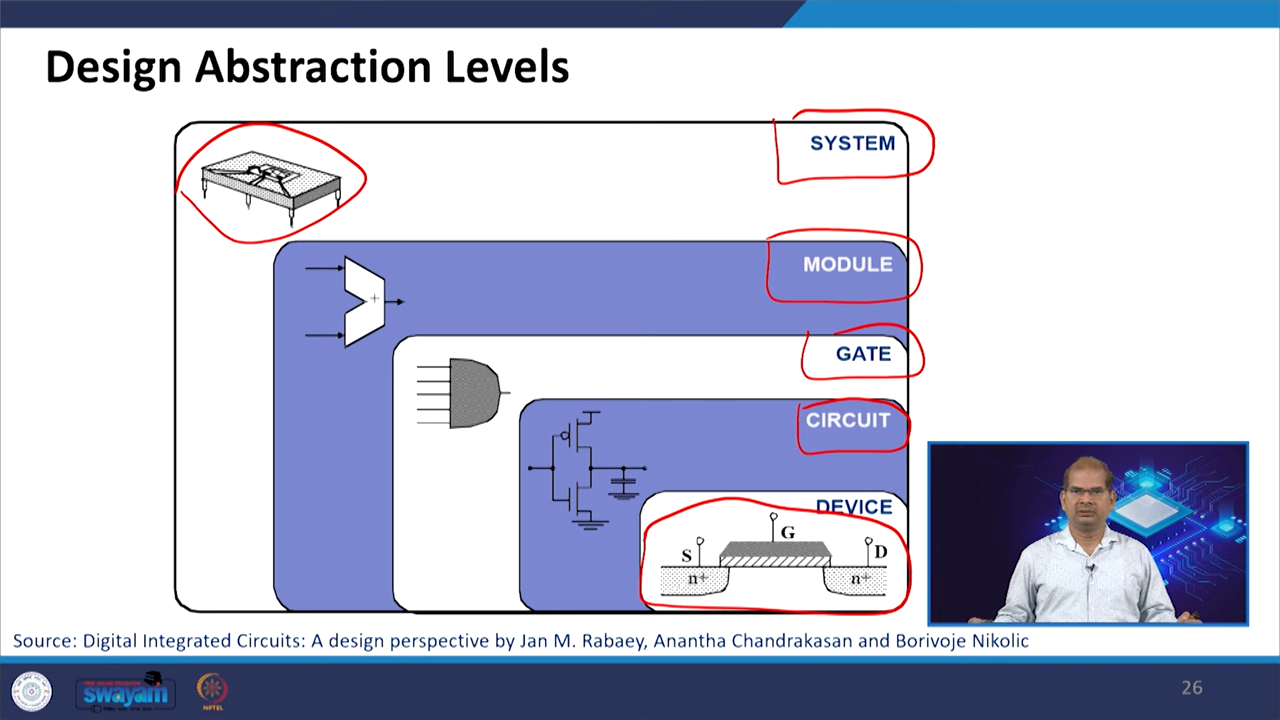 Design Abstraction Levels
SYSTEM
MODULE
+
GATE
CIRCUIT
DEVICE
G
S
D
n+
n+
Source: Digital Integrated Circuits: A design perspective by Jan M. Rabaey, Anantha Chandrakasan and Borivoje Nikolic
swayam
NPTEL
26